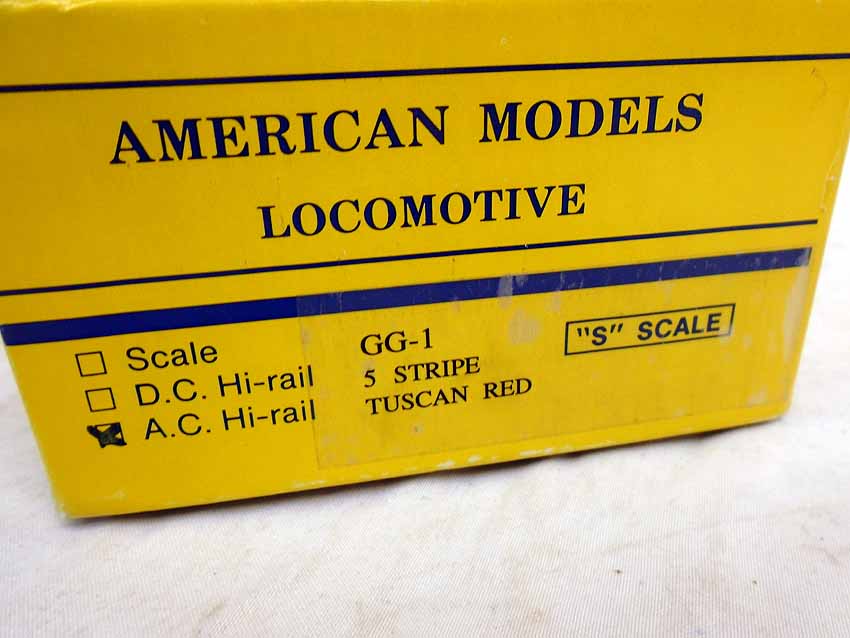 AMERICAN MODELS
LOCOMOTIVE
Scale
D.C. Hi-rail
A.C. Hi-rail
GG-1
5 STRIPE
TUSCAN RED
"S" SCALE